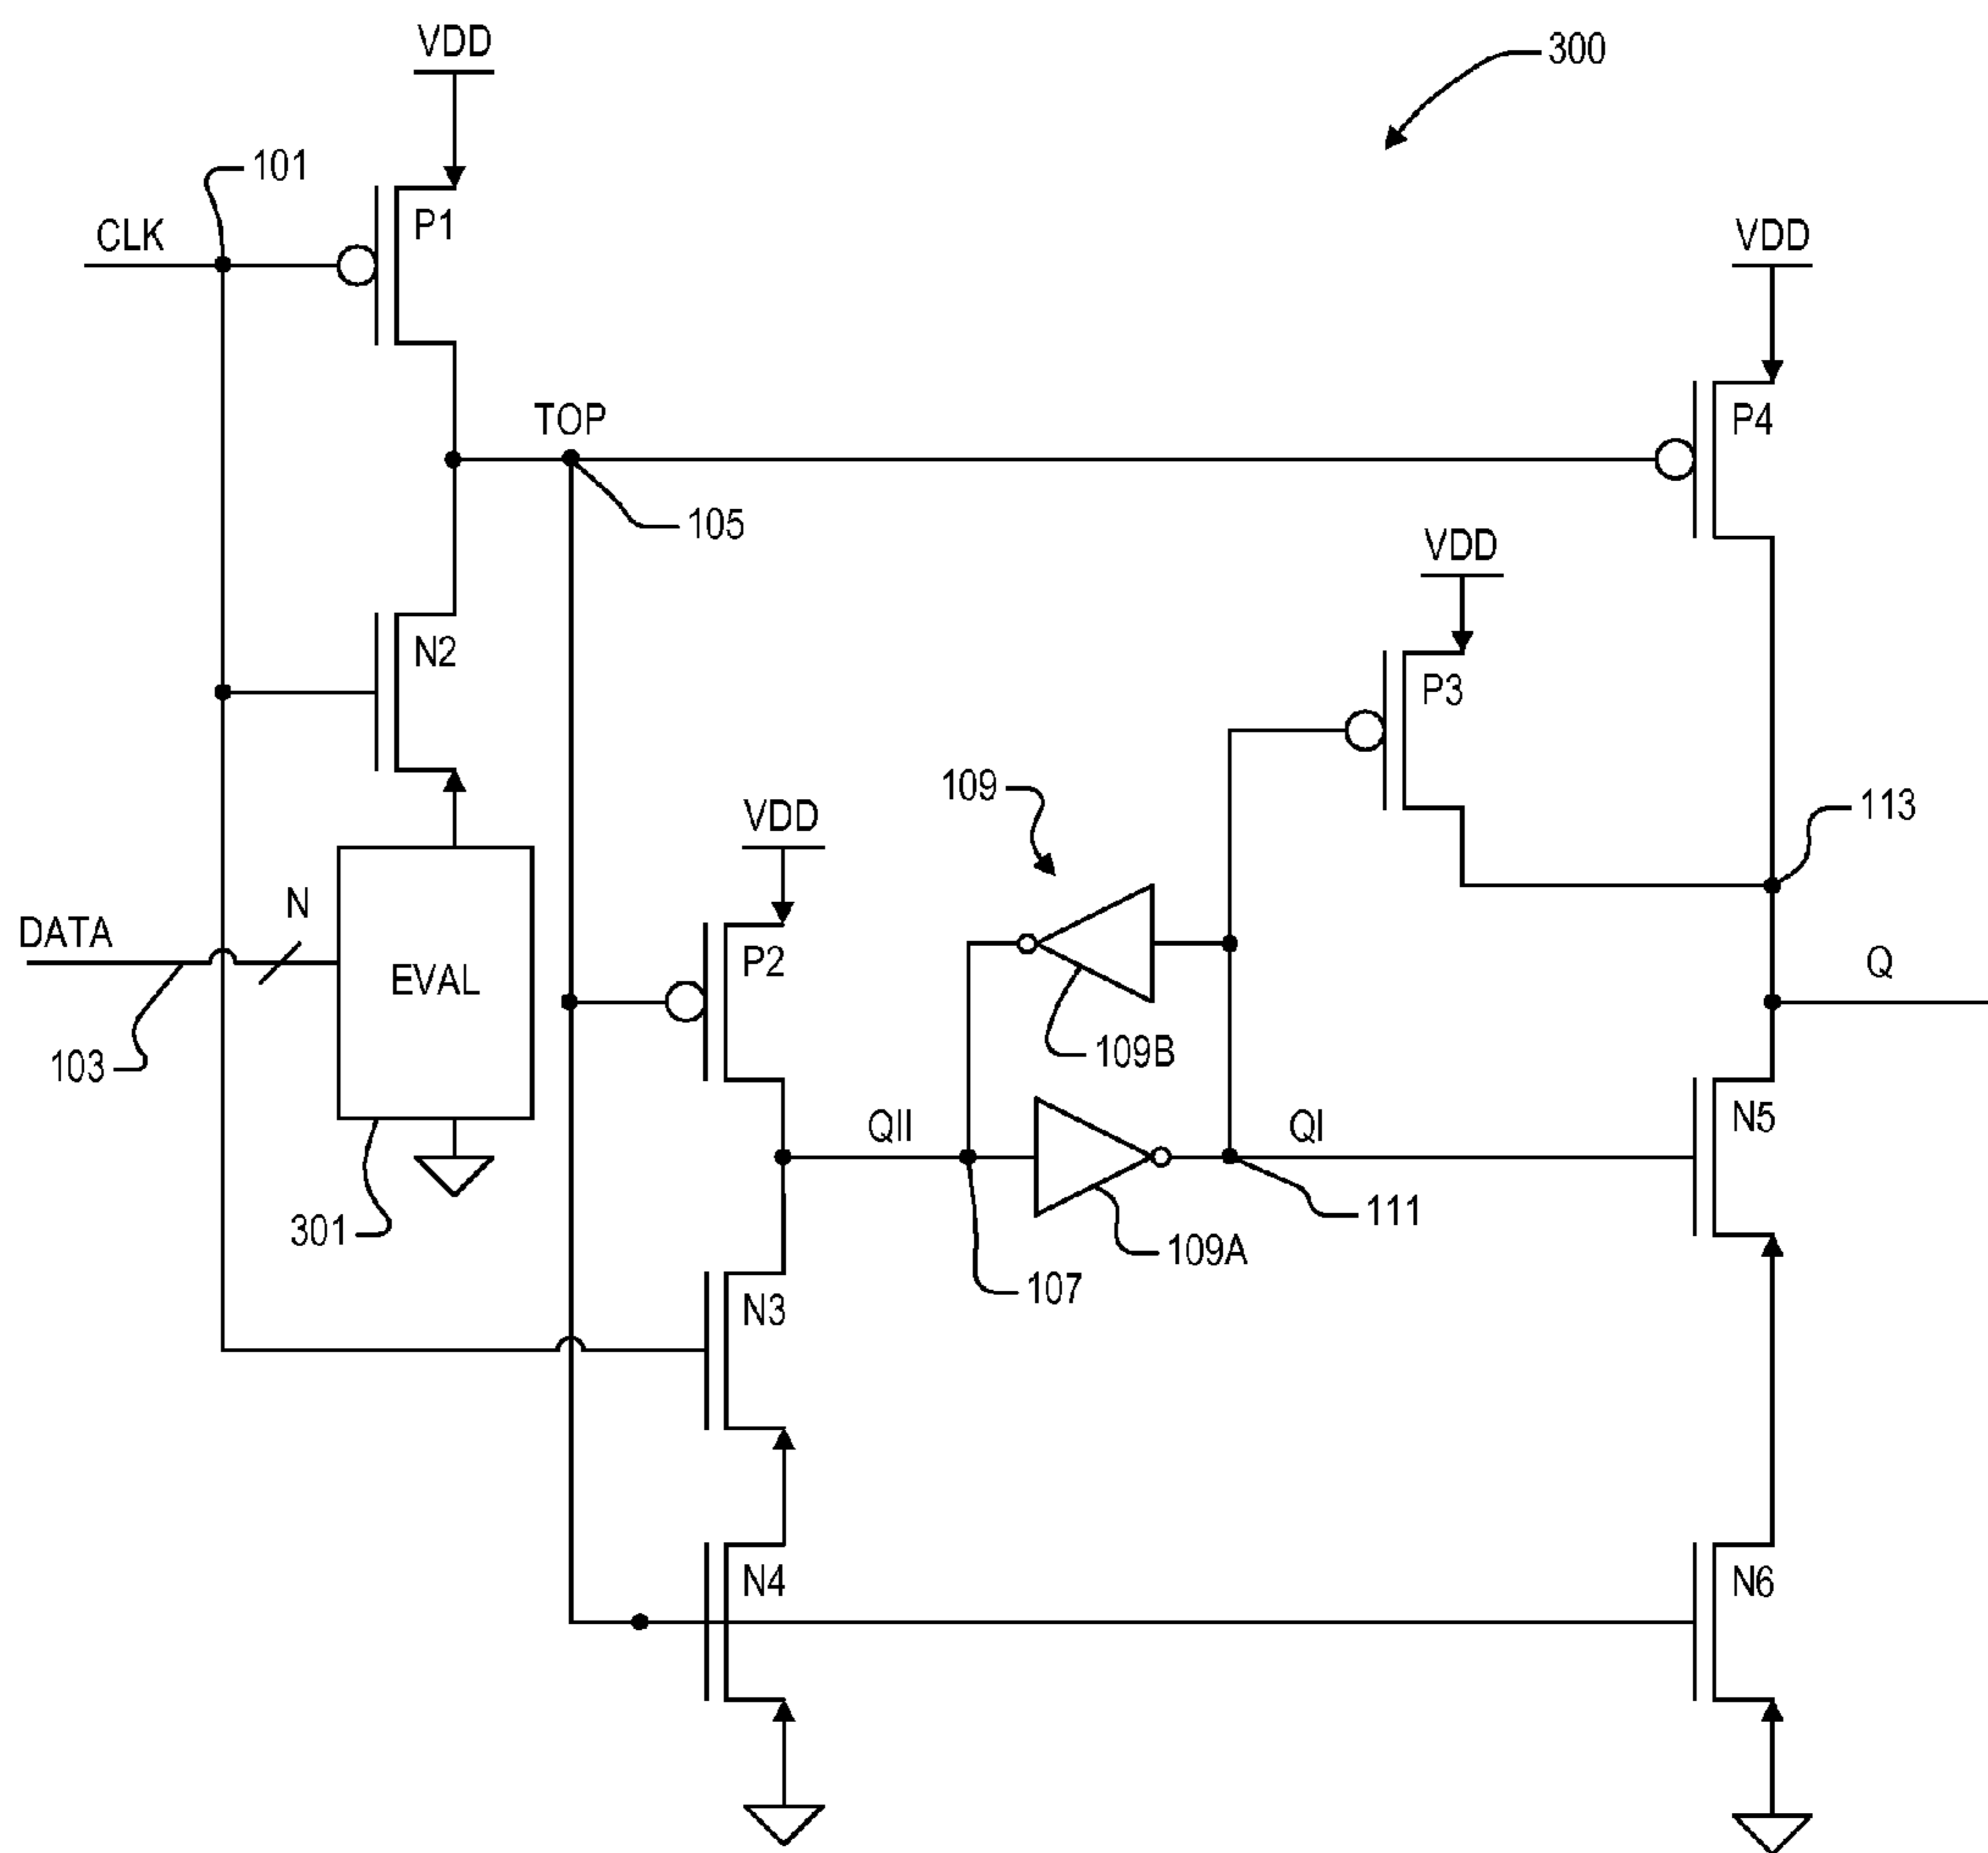 VDD
300
101
P1
CLK
VDD
TOP
P4
105
VDD
N2
P3
109
VDD
113
N
DATA
EVAL
P2
Q
103
109B
QII
QI
N5
301
109A
111
107
N3
N4
N6